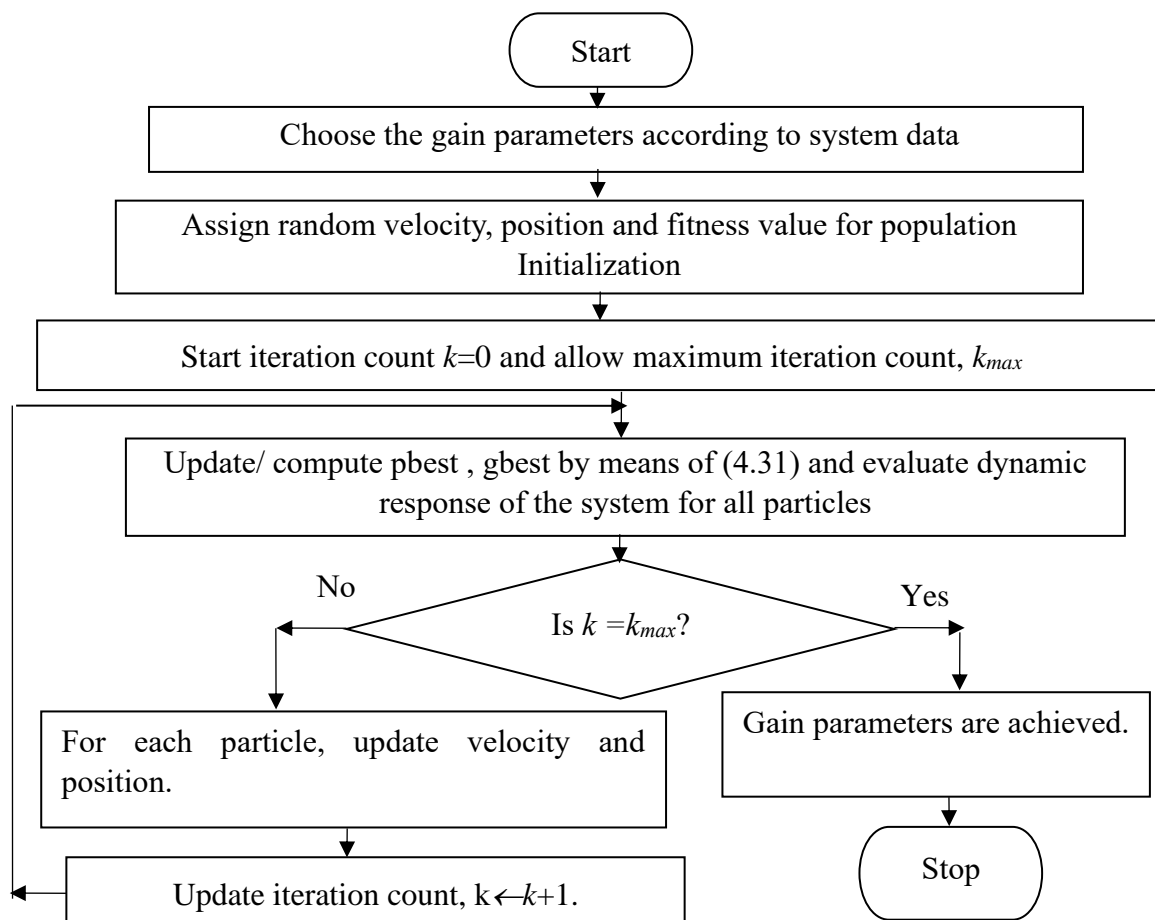 Start
Choose the gain parameters according to system data
Assign random velocity, position and fitness value for population
Initialization
Start iteration count k=0 and allow maximum iteration count, kmax
Update/ compute pbest , gbest by means of (4.31) and evaluate dynamic
response of the system for all particles
No
Yes
Is k =kmax?
For each particle, update velocity and
position.
Gain parameters are achieved.
Update iteration count, k←k+1.
Stop